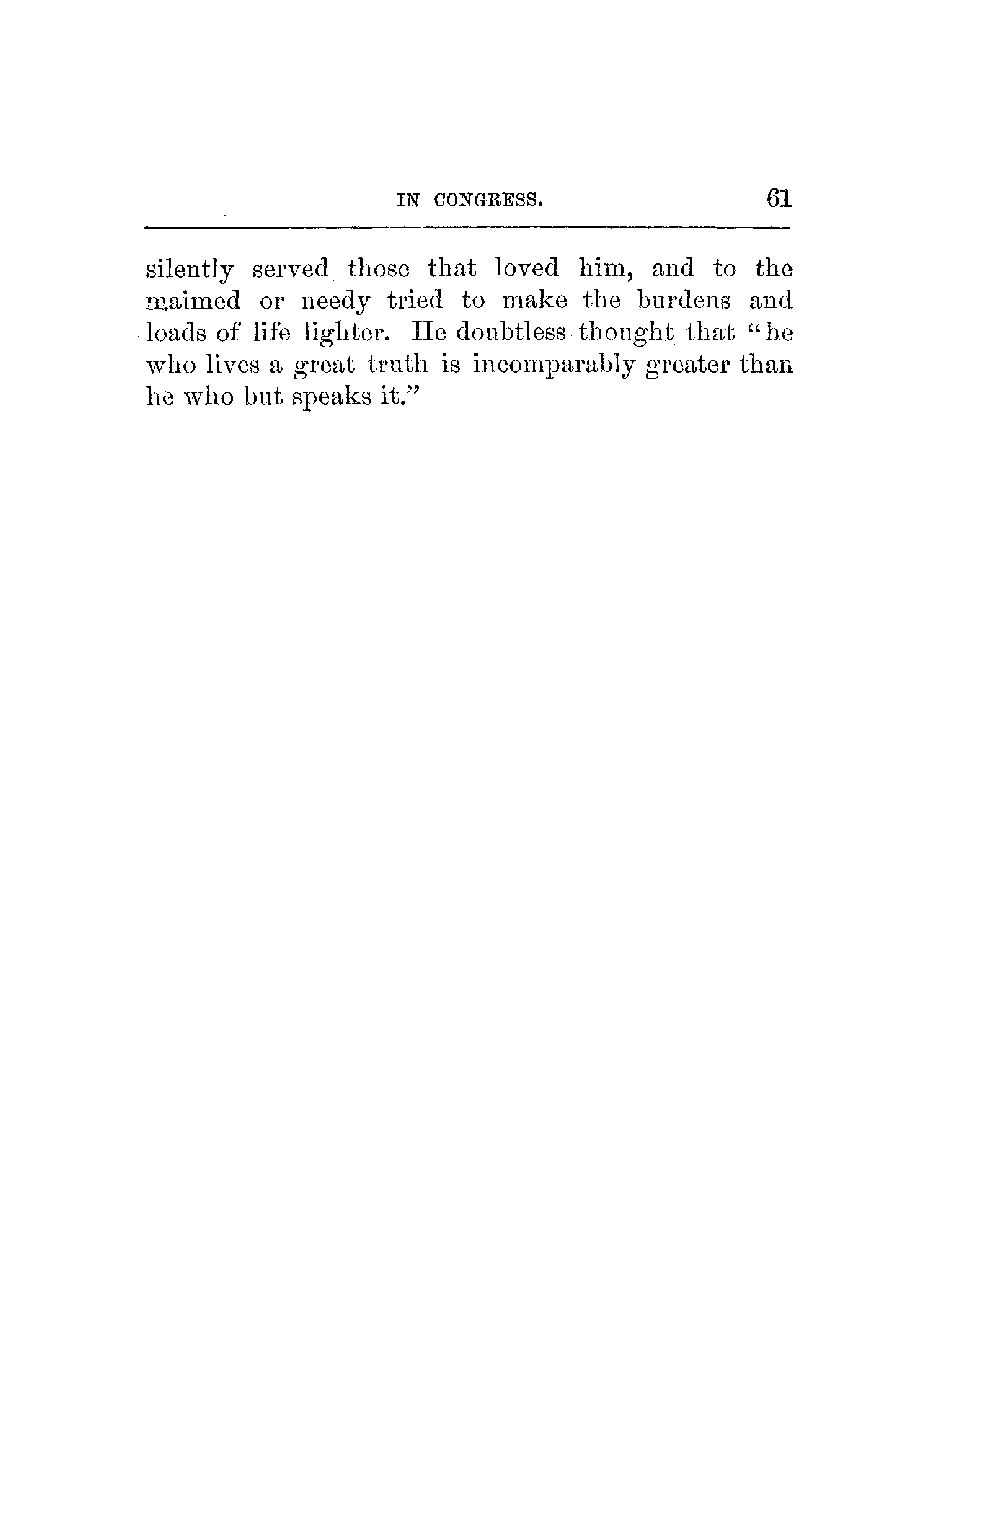 IN CONGRESS. 61
silently served those that loved him, and to the
maimed or needy tried to make the burdens and
loads of life lighter. He doubtless thought that “he
who lives a great truth is incomparably greater than
he who but speaks it.”